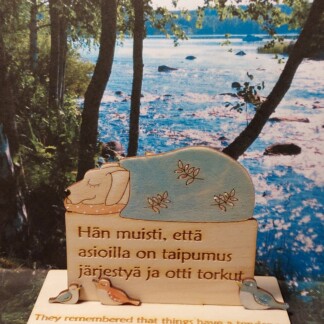 Hän muisti, että
asioilla on taipumus
järjestyä ja otti torkut
They remembered that things have a